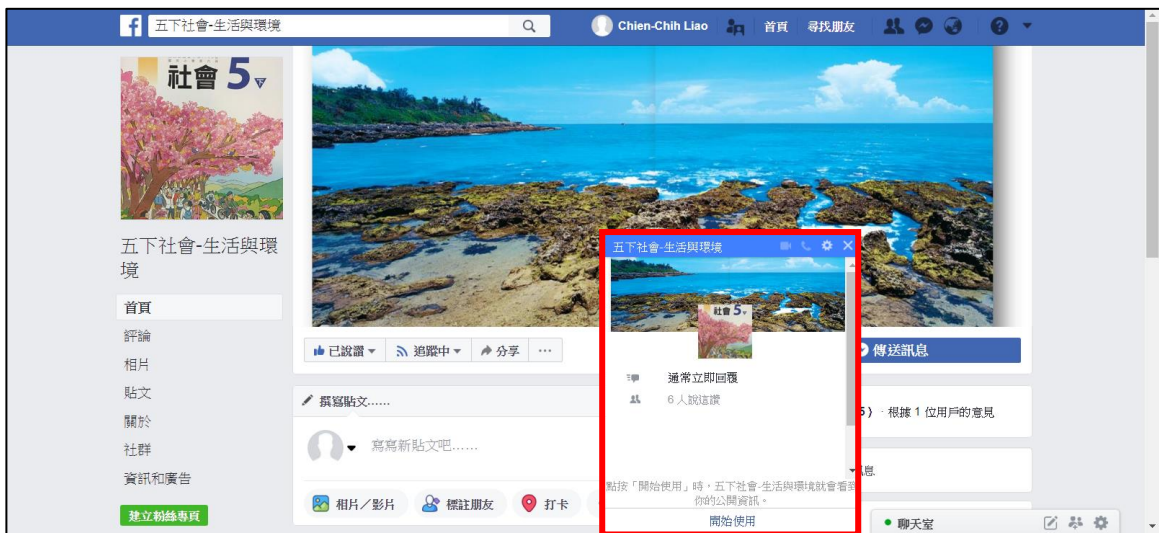 五下社會-生活與環境
Chien-Chih Liao
首頁
尋找朋友
社會 5 下
五下社會-生活與環
境
首頁
評論
相片
貼文
關於
社群
資訊和廣告
建立粉絲專頁
已說讚
追蹤中
分享
傳送訊息
撰寫貼文……
寫寫新貼文吧……
相片／影片
標註朋友
打卡
五下社會-生活與環境
社會 5
通常立即回覆
6 人說這讚
點按「開始使用」時，五下社會-生活與環境就會看到
你的公開資訊。
開始使用
5） · 根據 1 位用戶的意見
息
聊天室